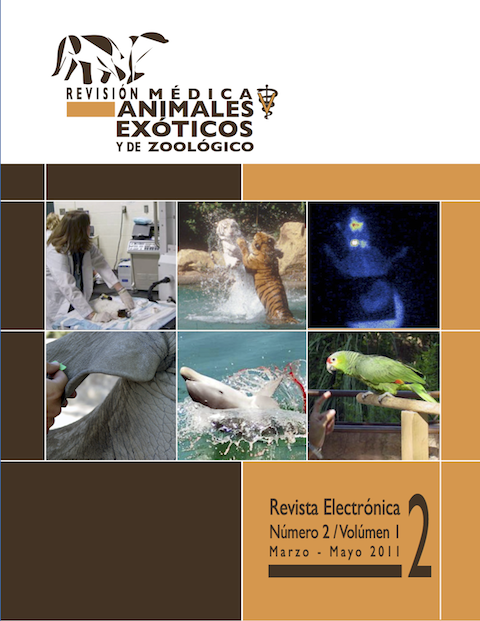 REVISIÓN MÉDICA
ANIMALES
EXÓTICOS
Y DE ZOOLÓGICO
Revista Electrónica
Número 2 / Volúmen 1
Marzo - Mayo 2011
2